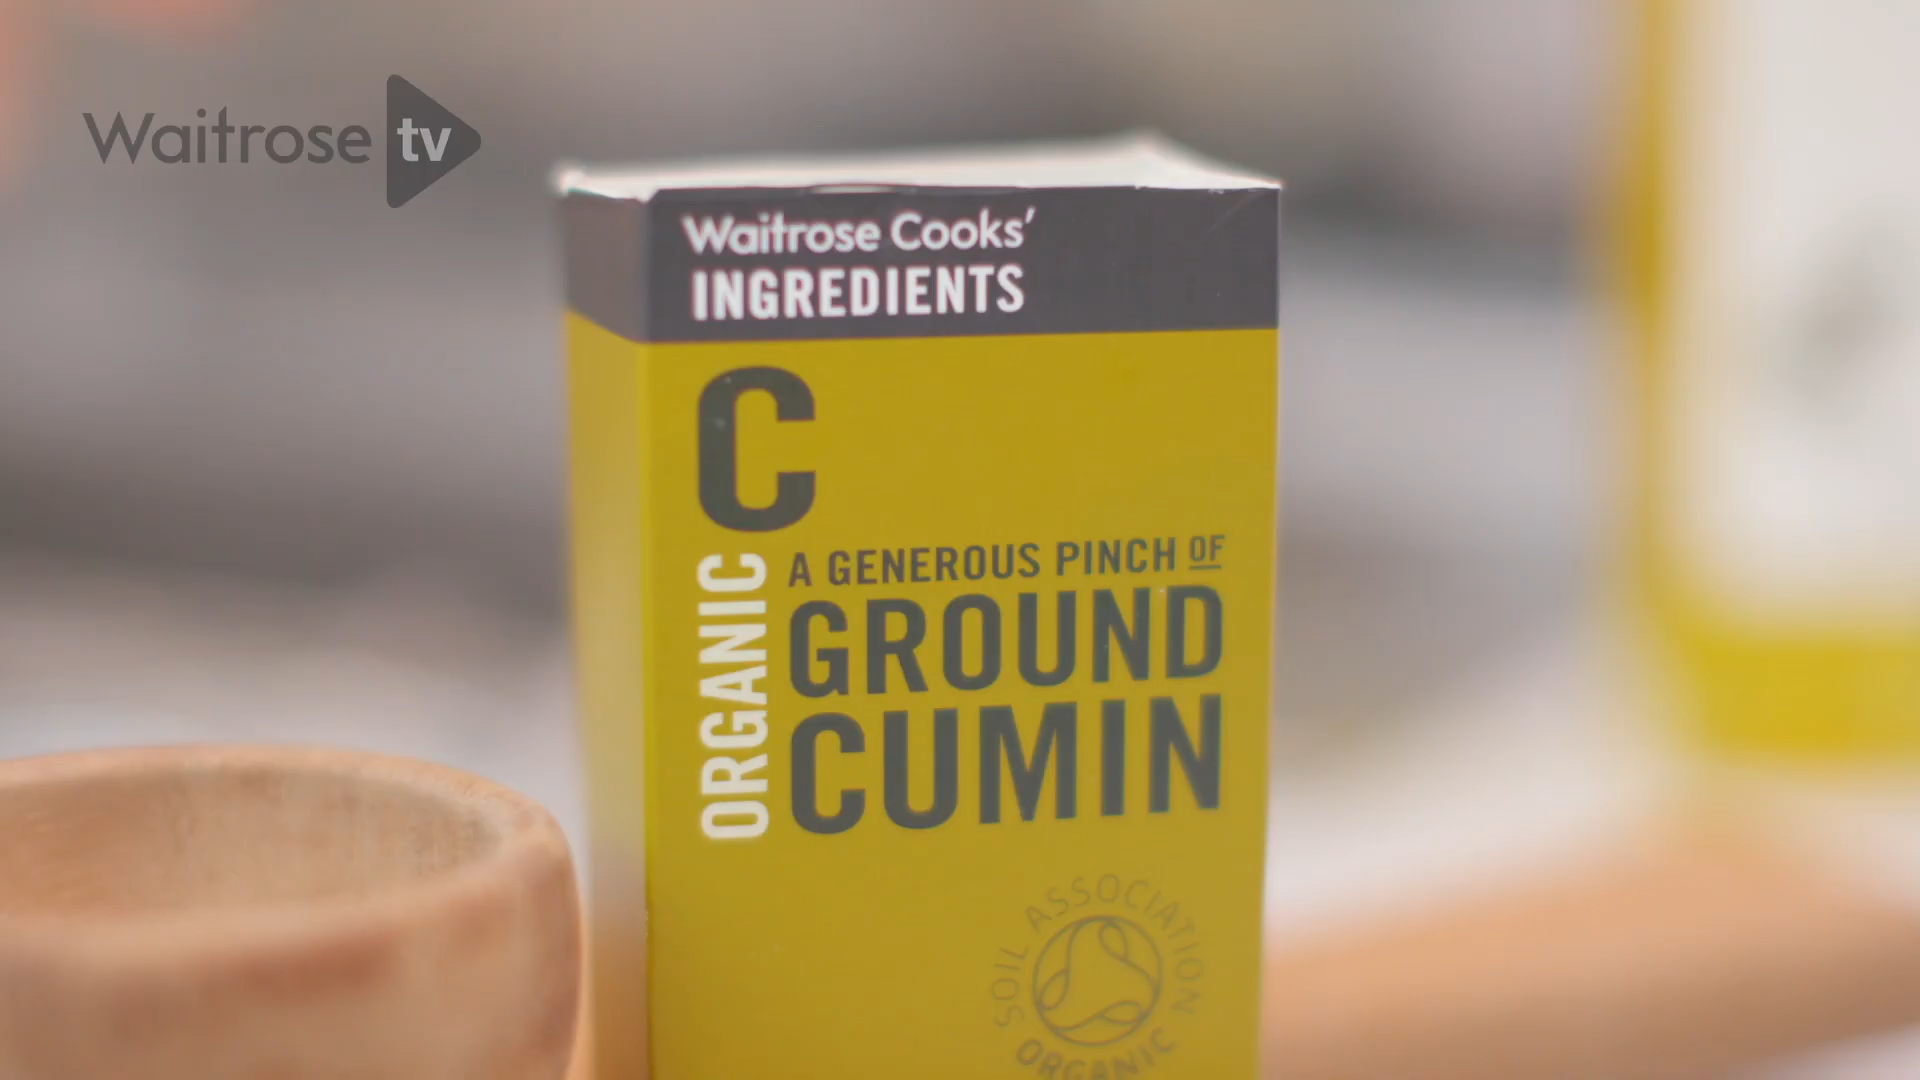 Waitrose tv
Waitrose Cooks'
INGREDIENTS
C
ORGANIC
A GENEROUS PINCH OF
GROUND
CUMIN
SOIL ASSOCIATION
ORGANIC